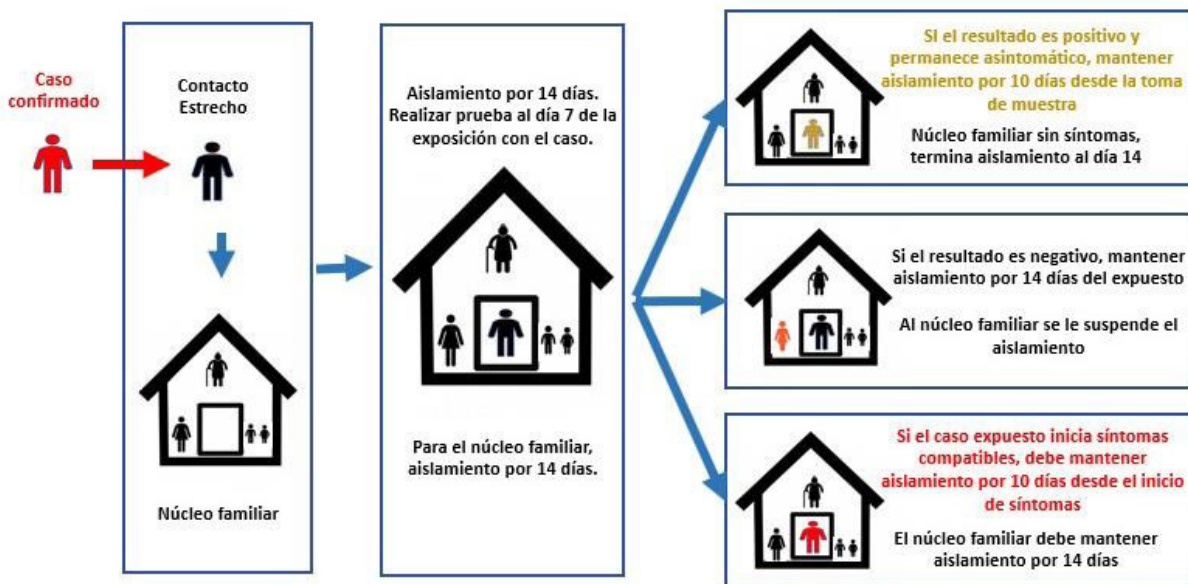 Caso
confirmado
Contacto
Estrecho
Núcleo familiar
Aislamiento por 14 días.
Realizar prueba al día 7 de la
exposición con el caso.
Para el núcleo familiar,
aislamiento por 14 días.
SI el resultado es positivo y
permanece asintomático, mantener
aislamiento por 10 días desde la toma
de muestra
Núcleo familiar sin síntomas,
termina aislamiento al día 14
Si el resultado es negativo, mantener
aislamiento por 14 días del expuesto
Al núcleo familiar se le suspende el
aislamiento
Si el caso expuesto inicia síntomas
compatibles, debe mantener
aislamiento por 10 días desde el inicio
de síntomas
El núcleo familiar debe mantener
aislamiento por 14 días